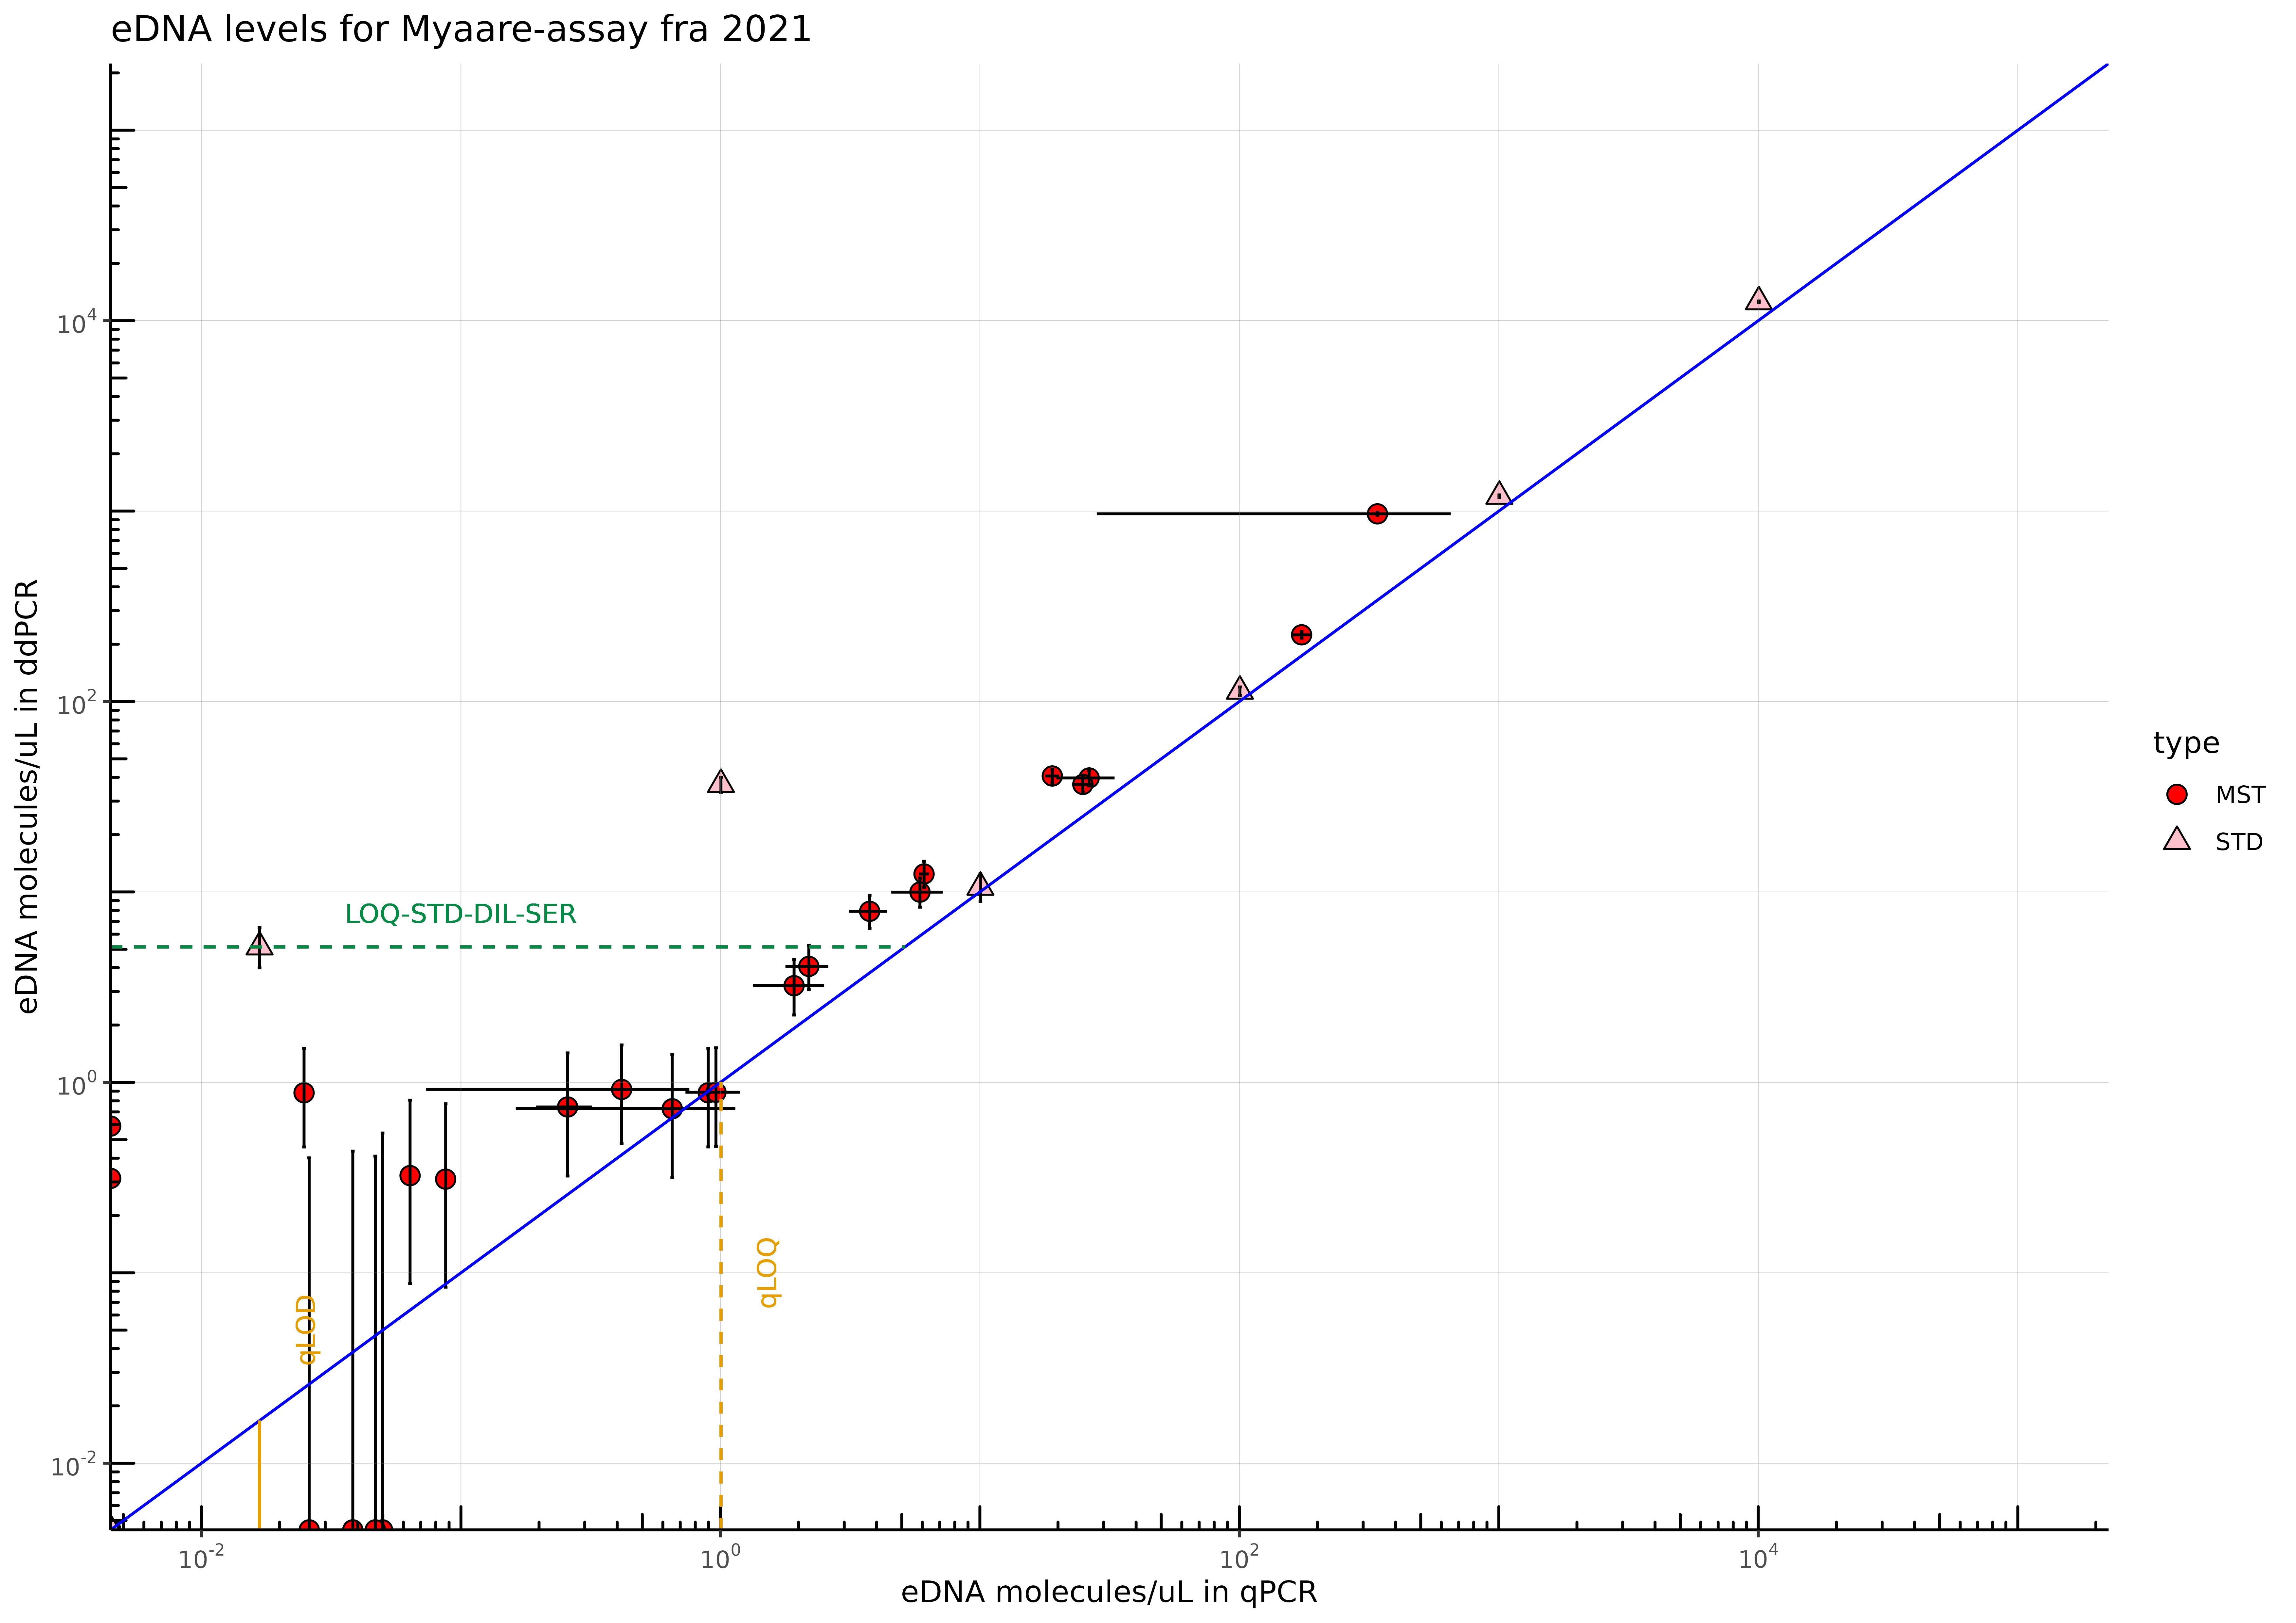 eDNA levels for Myaare-assay fra 2021
eDNA molecules/uL in ddPCR
10^4
10^2
10^0
10^-2
LOQ-STD-DIL-SER
qLOD
qLOQ
10^-2
10^0
10^2
10^4
eDNA molecules/uL in qPCR
type
MST
STD